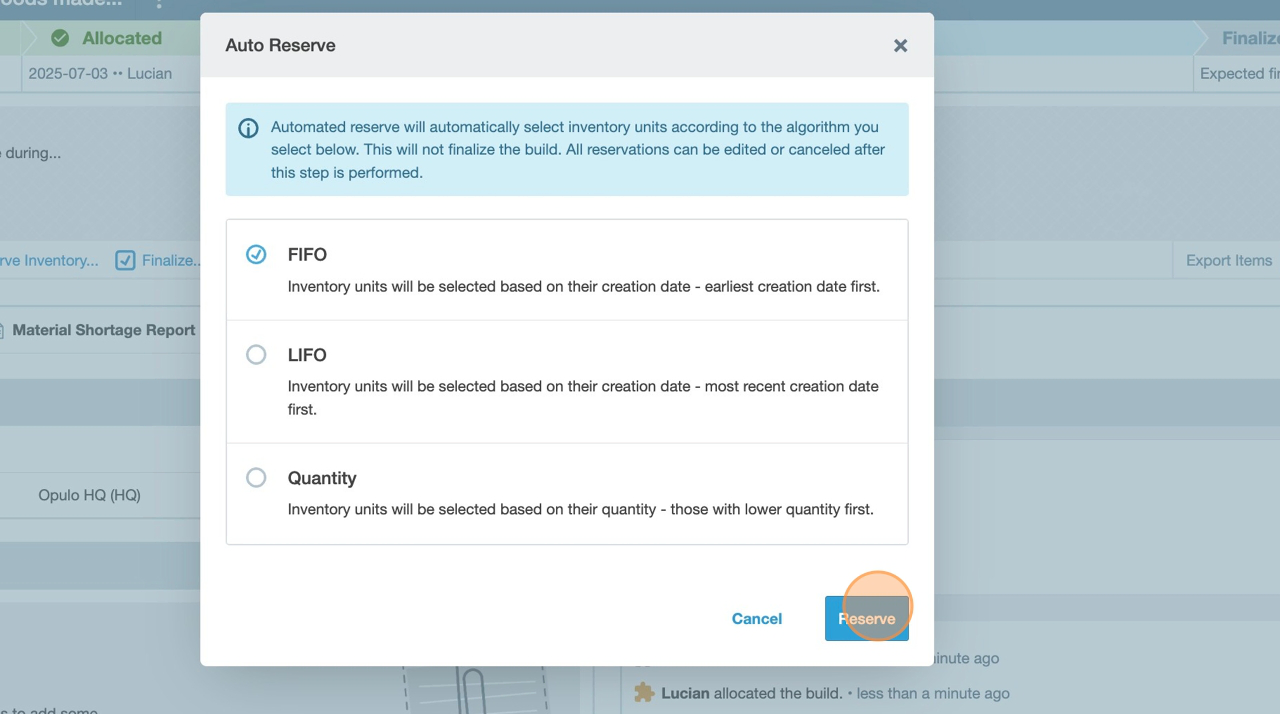 made...
Allocated
Finalize
2025-07-03 •• Lucian
Expected
Auto Reserve
Automated reserve will automatically select inventory units according to the algorithm you
select below. This will not finalize the build. All reservations can be edited or canceled after
this step is performed.
during...
FIFO
Inventory units will be selected based on their creation date - earliest creation date first.
Inventory...
Finalize..
Export Items
Material Shortage Report
LIFO
Inventory units will be selected based on their creation date - most recent creation date
first.
Quantity
Inventory units will be selected based on their quantity - those with lower quantity first.
Opulo HQ (HQ)
Cancel
Reserve
ago
Lucian allocated the build. • less than a minute ago
to add some